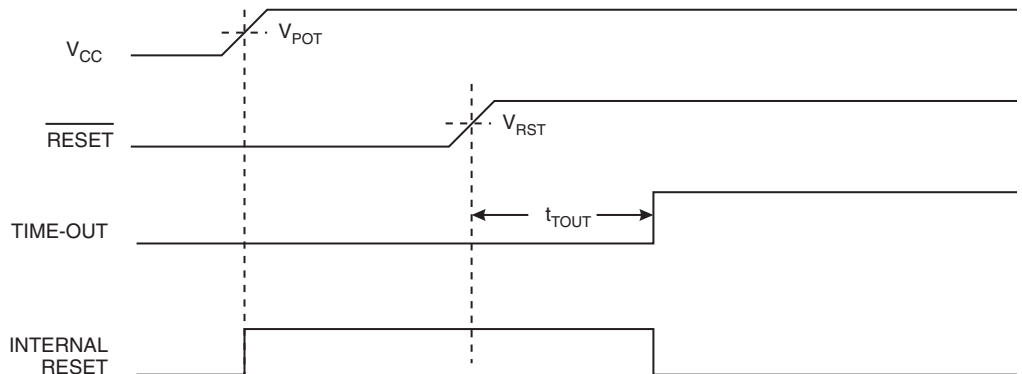 V_CC
V_POT
RESET
V_RST
t_TOUT
TIME-OUT
INTERNAL
RESET